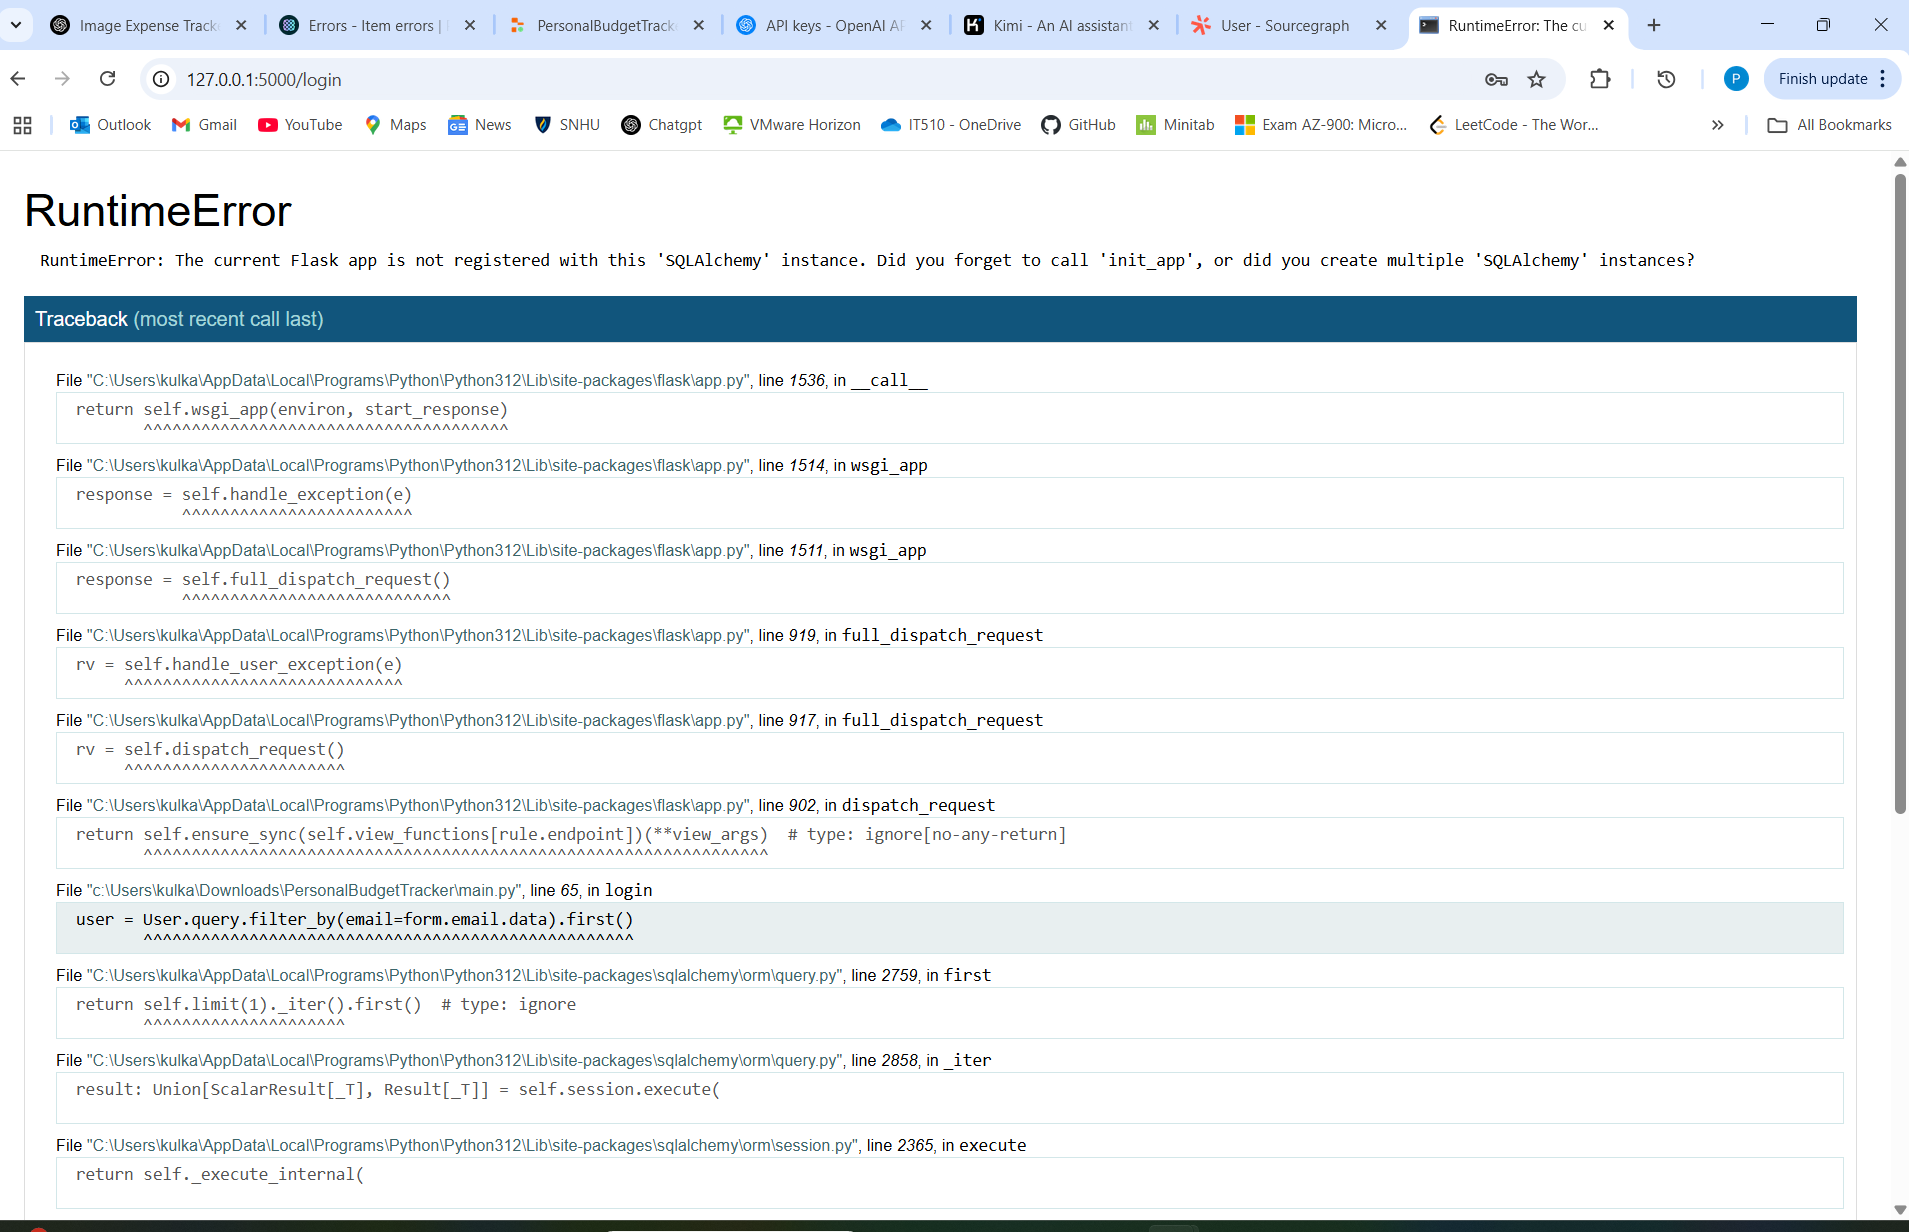 Image Expense Track
Errors - Item errors |
PersonalBudgetTrack
API keys - OpenAI AP
Kimi - An AI assistant
User - Sourcegraph
RuntimeError: The cu
127.0.0.1:5000/login
P
Finish update
Outlook
Gmail
YouTube
Maps
News
SNHU
Chatgpt
VMware Horizon
IT510 - OneDrive
GitHub
Minitab
Exam AZ-900: Micro...
LeetCode - The Wor...
»
All Bookmarks
RuntimeError
RuntimeError: The current Flask app is not registered with this 'SQLAlchemy' instance. Did you forget to call 'init_app', or did you create multiple 'SQLAlchemy' instances?
Traceback (most recent call last)
File "C:\Users\kulka\AppData\Local\Programs\Python\Python312\Lib\site-packages\flask\app.py", line 1536, in __call__
return self.wsgi_app(environ, start_response)
^^^^^^^^^^^^^^^^^^^^^^^^^^^^^^^^^^^^^^
File "C:\Users\kulka\AppData\Local\Programs\Python\Python312\Lib\site-packages\flask\app.py", line 1514, in wsgi_app
response = self.handle_exception(e)
^^^^^^^^^^^^^^^^^^^^^^^^
File "C:\Users\kulka\AppData\Local\Programs\Python\Python312\Lib\site-packages\flask\app.py", line 1511, in wsgi_app
response = self.full_dispatch_request()
^^^^^^^^^^^^^^^^^^^^^^^^^^^^
File "C:\Users\kulka\AppData\Local\Programs\Python\Python312\Lib\site-packages\flask\app.py", line 919, in full_dispatch_request
rv = self.handle_user_exception(e)
^^^^^^^^^^^^^^^^^^^^^^^^^^^^^
File "C:\Users\kulka\AppData\Local\Programs\Python\Python312\Lib\site-packages\flask\app.py", line 917, in full_dispatch_request
rv = self.dispatch_request()
^^^^^^^^^^^^^^^^^^^^^^^
File "C:\Users\kulka\AppData\Local\Programs\Python\Python312\Lib\site-packages\flask\app.py", line 902, in dispatch_request
return self.ensure_sync(self.view_functions[rule.endpoint])(**view_args)  # type: ignore[no-any-return]
^^^^^^^^^^^^^^^^^^^^^^^^^^^^^^^^^^^^^^^^^^^^^^^^^^^^^^^^^^^^^^^^^
File "c:\Users\kulka\Downloads\PersonalBudgetTracker\main.py", line 65, in login
user = User.query.filter_by(email=form.email.data).first()
^^^^^^^^^^^^^^^^^^^^^^^^^^^^^^^^^^^^^^^^^^^^^^^^^^^
File "C:\Users\kulka\AppData\Local\Programs\Python\Python312\Lib\site-packages\sqlalchemy\orm\query.py", line 2759, in first
return self.limit(1)._iter().first()  # type: ignore
^^^^^^^^^^^^^^^^^^^^^
File "C:\Users\kulka\AppData\Local\Programs\Python\Python312\Lib\site-packages\sqlalchemy\orm\query.py", line 2858, in _iter
result: Union[ScalarResult[_T], Result[_T]] = self.session.execute(
File "C:\Users\kulka\AppData\Local\Programs\Python\Python312\Lib\site-packages\sqlalchemy\orm\session.py", line 2365, in execute
return self._execute_internal(